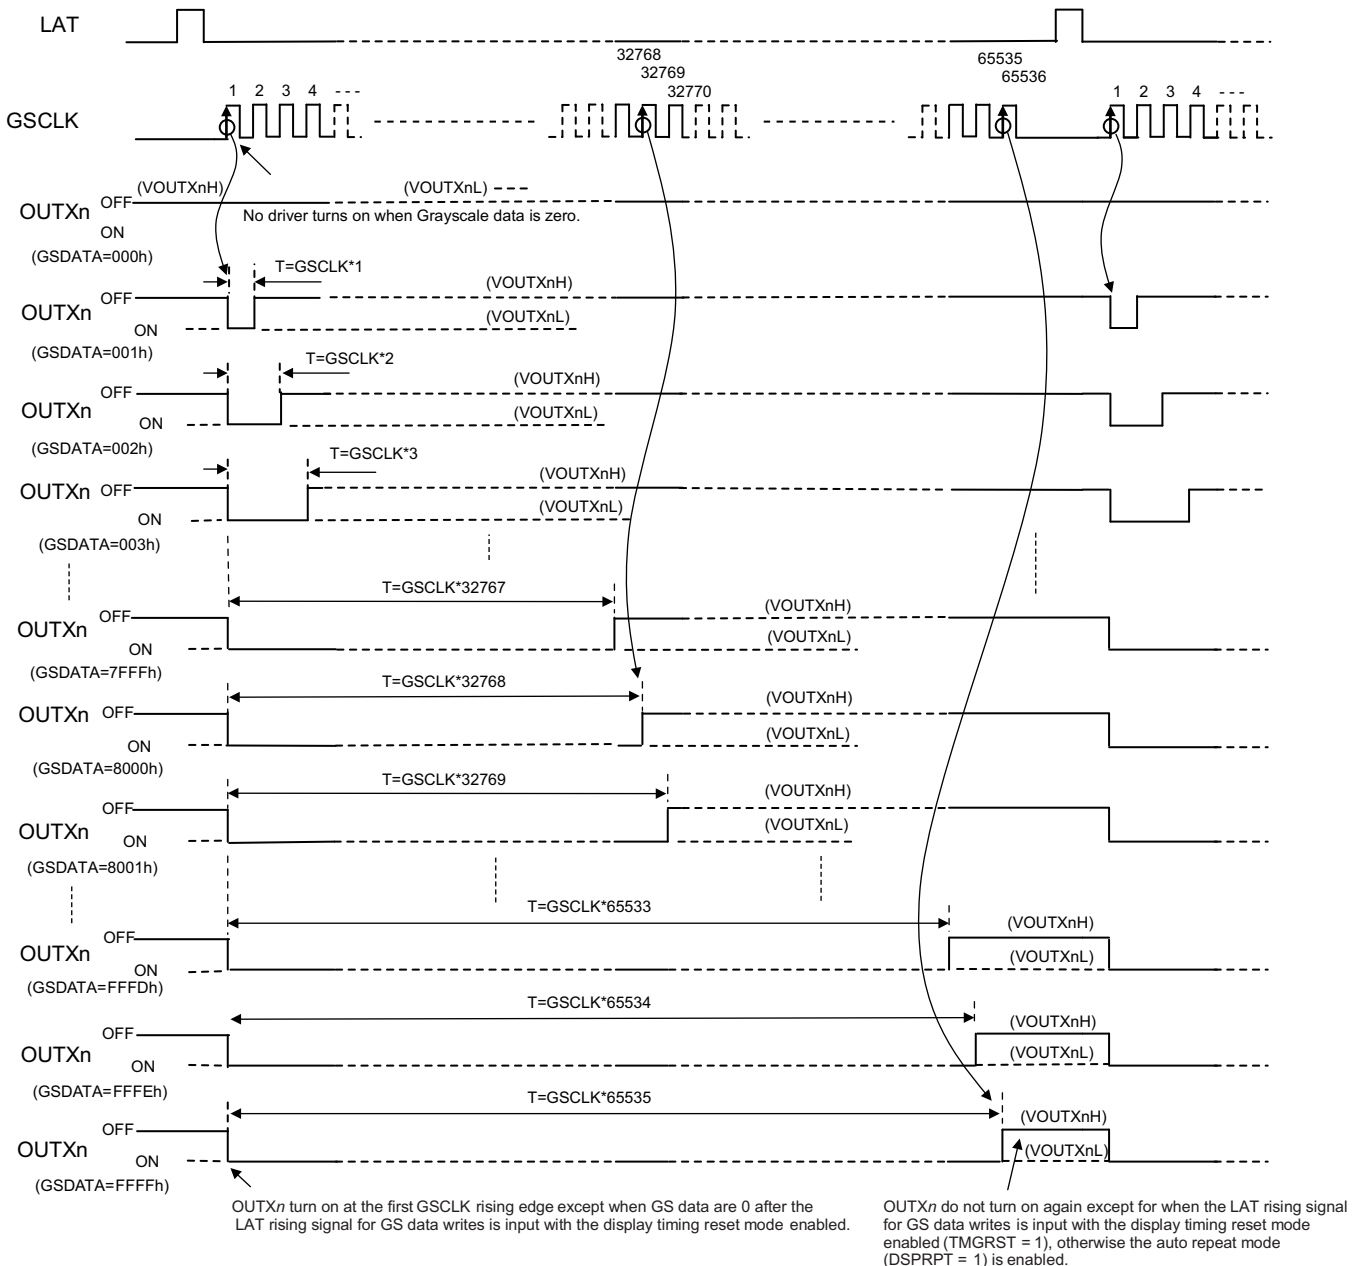 LAT
32768
65535
32769
65536
32770
1 2 3 4 ---
1 2 3 4 ---
GSCLK
(VOUTXnH)
(VOUTXnL) ----
OUTXn
OFF
No driver turns on when Grayscale data is zero.
ON
(GSDATA=000h)
T=GSCLK*1
(VOUTXnH)
OFF
OUTXn
(VOUTXnL)
ON
(GSDATA=001h)
T=GSCLK*2
(VOUTXnH)
OFF
OUTXn
(VOUTXnL)
ON
(GSDATA=002h)
T=GSCLK*3
(VOUTXnH)
OUTXn OFF
(VOUTXnL)
ON
(GSDATA=003h)
T=GSCLK*32767
(VOUTXnH)
OFF
OUTXn
(VOUTXnL)
ON
(GSDATA=7FFFh)
T=GSCLK*32768
(VOUTXnH)
OUTXn OFF
(VOUTXnL)
ON
(GSDATA=8000h)
T=GSCLK*32769
(VOUTXnH)
OFF
(VOUTXnL)
OUTXn
ON
(GSDATA=8001h)
T=GSCLK*65533
(VOUTXnH)
OFF
OUTXn
(VOUTXnL)
ON
(GSDATA=FFFDh)
T=GSCLK*65534
(VOUTXnH)
OFF
OUTXn
(VOUTXnL)
ON
(GSDATA=FFFEh)
T=GSCLK*65535
(VOUTXnH)
OFF
OUTXn
(VOUTXnL)
ON
(GSDATA=FFFFh)
OUTXn turn on at the first GSCLK rising edge except when GS data are 0 after the
LAT rising signal for GS data writes is input with the display timing reset mode enabled.
OUTXn do not turn on again except for when the LAT rising signal
for GS data writes is input with the display timing reset mode
enabled (TMGRST = 1), otherwise the auto repeat mode
(DSPRPT = 1) is enabled.